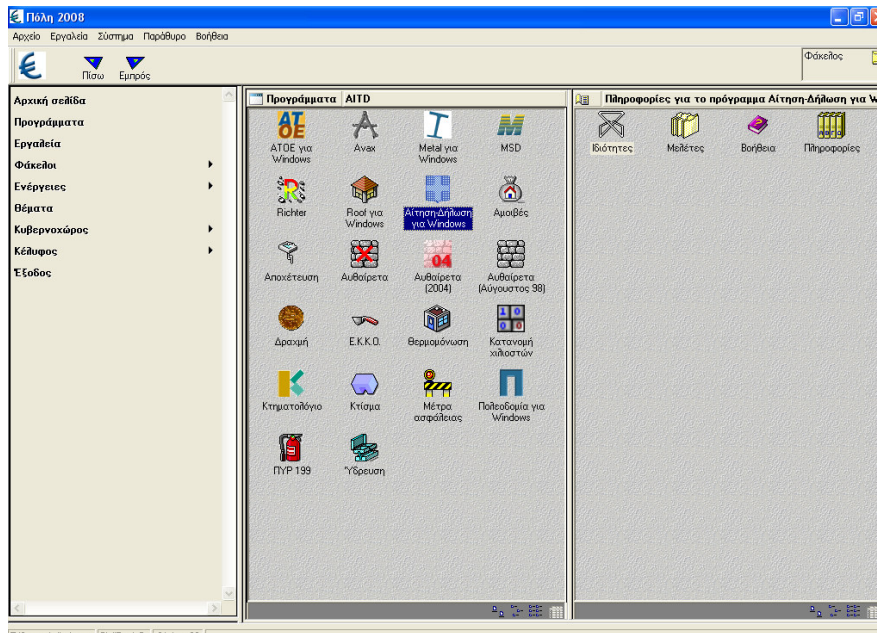 Πόλη 2008
Αρχείο Εργαλεία Σύστημα Παράθυρο Βοήθεια
Πίσω Εμπρός
Φάκελος
Αρχική σελίδα
Προγράμματα
Εργαλεία
Φάκελοι
Ενέργειες
Θέματα
Κυβερνοχώρος
Κέλυφος
Έξοδος
Προγράμματα AITD
ΑΤΟΕ για Windows
Avax
Metal για Windows
MSD
Richter
Roof για Windows
Αίτηση-Δήλωση για Windows
Αμοιβές
Αποχέτευση
Αυθαίρετα
04
Αυθαίρετα (2004)
Αυθαίρετα (Αύγουστος 98)
Δραχμή
Ε.Κ.Κ.Ο.
Θερμομόνωση
Κατανομή χιλιοστών
Κτηματολόγιο
Κτίσμα
Μέτρα ασφάλειας
Πολεοδομία για Windows
ΠΥΡ 199
Ύδρευση
Πληροφορίες για το πρόγραμμα Αίτηση-Δήλωση για W
Ιδιότητες
Μελέτες
Βοήθεια
Πληροφορίες